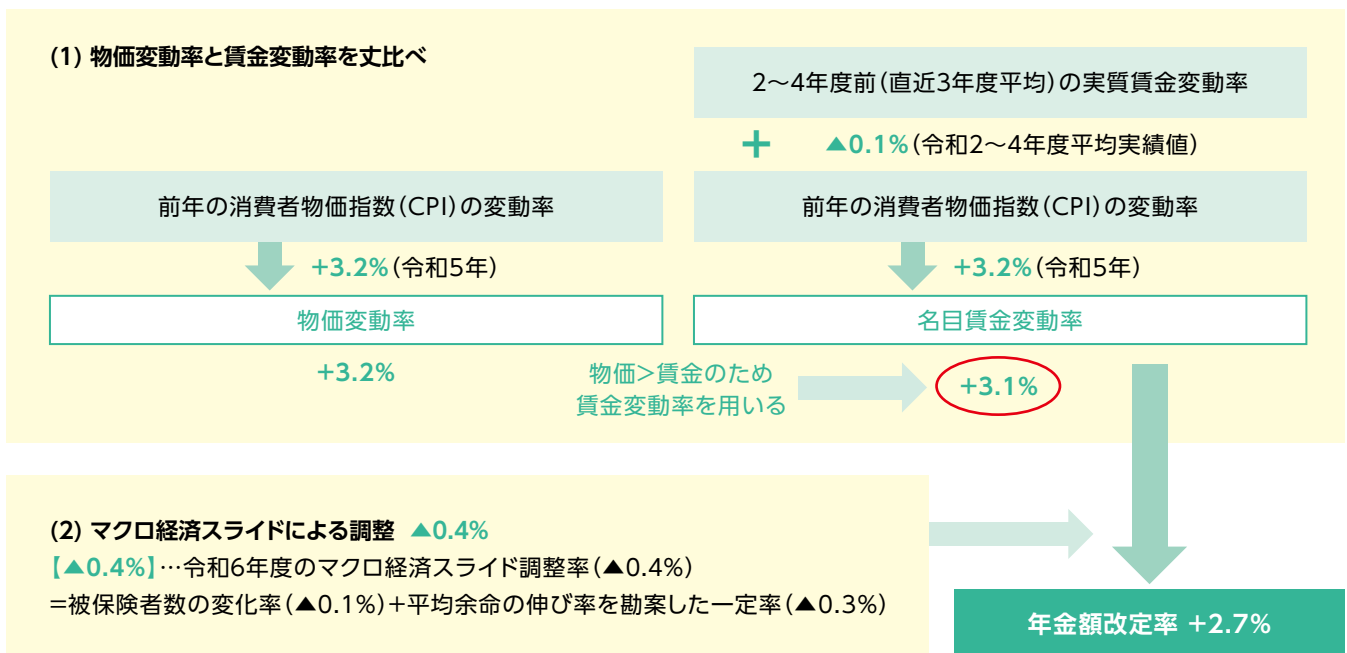 (1) 物価変動率と賃金変動率を丈比べ
2〜4年度前(直近3年度平均)の実質賃金変動率
+ ▲0.1%(令和2〜4年度平均実績値)
前年の消費者物価指数(CPI)の変動率
前年の消費者物価指数(CPI)の変動率
+3.2%(令和5年)
+3.2%(令和5年)
物価変動率
名目賃金変動率
+3.2%
物価>賃金のため
賃金変動率を用いる
+3.1%
(2) マクロ経済スライドによる調整 ▲0.4%
【▲0.4%】…令和6年度のマクロ経済スライド調整率(▲0.4%)
=被保険者数の変化率(▲0.1%)+平均余命の伸び率を勘案した一定率(▲0.3%)
年金額改定率 +2.7%